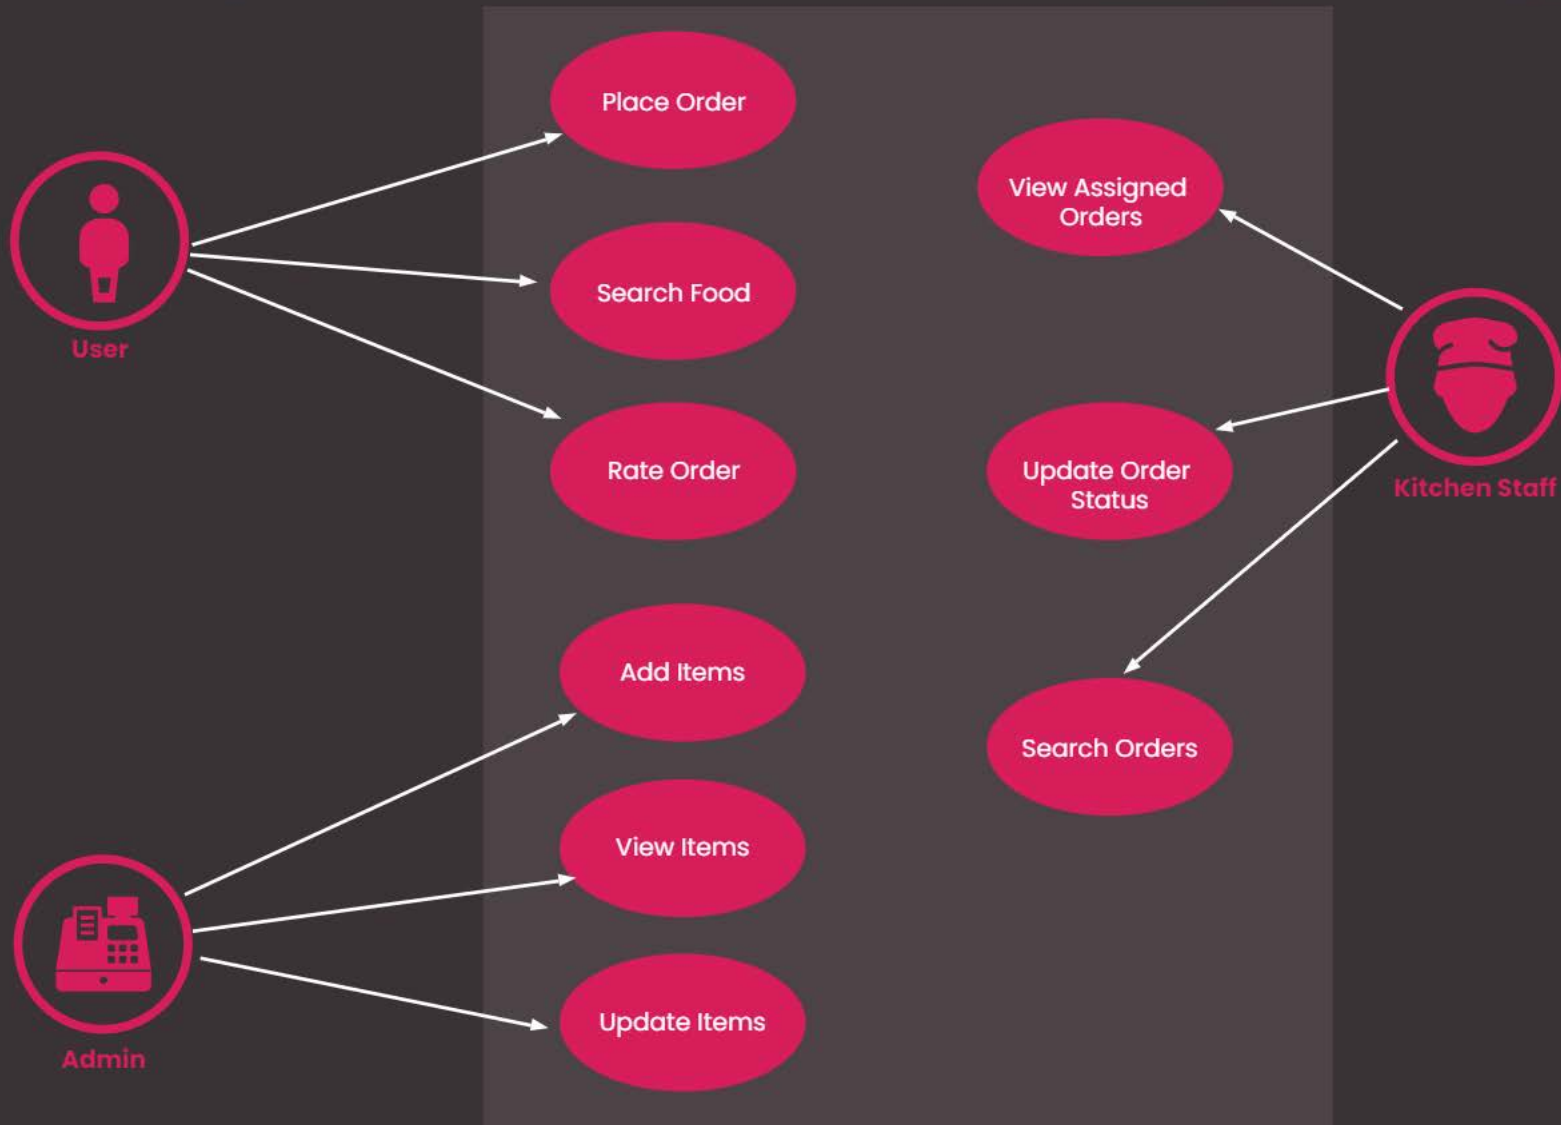 Place Order
Search Food
Rate Order
Add Items
View Items
Update Items
View Assigned
Orders
Update Order
Status
Search Orders
User
Admin
Kitchen Staff